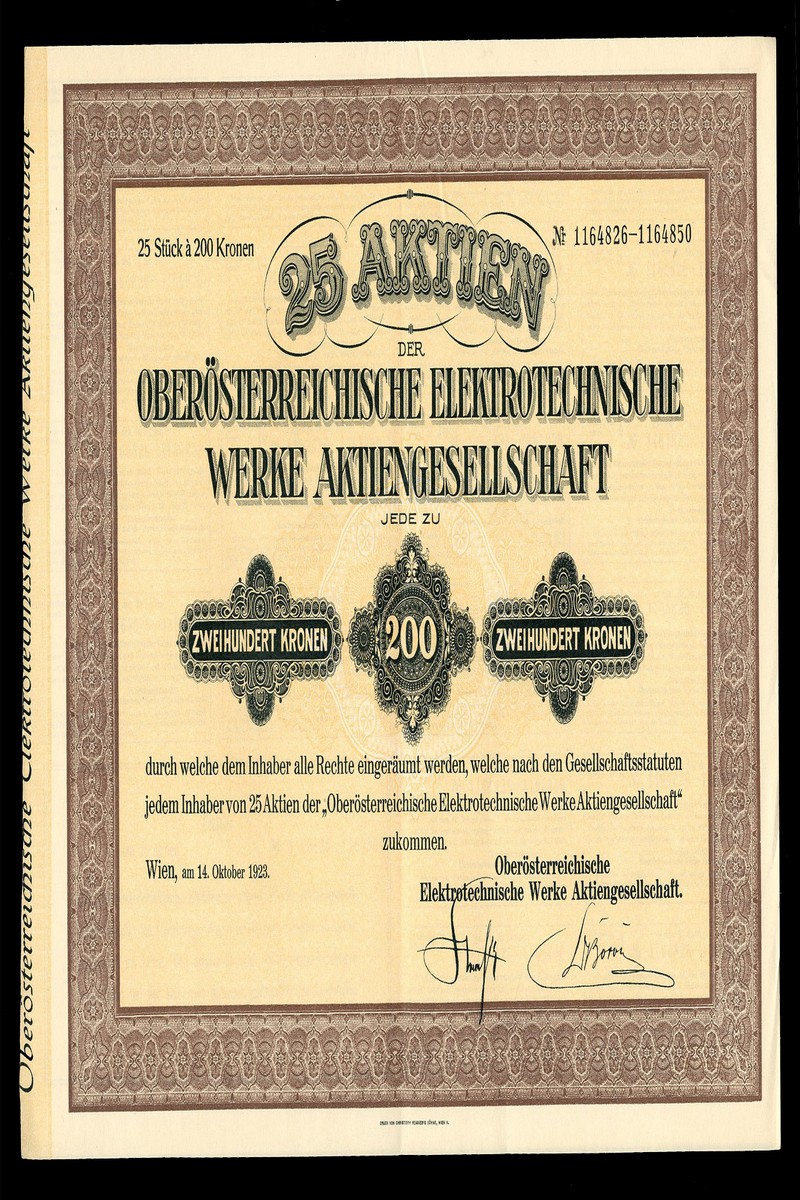 25 Stück à 200 Kronen
25 AKTIEN
№ 1164826-1164850
DER
OBERÖSTERREICHISCHE ELEKTROTECHNISCHE
WERKE AKTIENGESELLSCHAFT
JEDE ZU
ZWEIHUNDERT KRONEN
200
ZWEIHUNDERT KRONEN
durch welche dem Inhaber alle Rechte eingeräumt werden, welche nach den Gesellschaftsstatuten
jedem Inhaber von 25 Aktien der „Oberösterreichische Elektrotechnische Werke Aktiengesellschaft“
zukommen.
Wien, am 14. Oktober 1923.
Oberösterreichische
Elektrotechnische Werke Aktiengesellschaft.
Oberösterreichische Elektrotechnische Werke Aktiengesellschaft